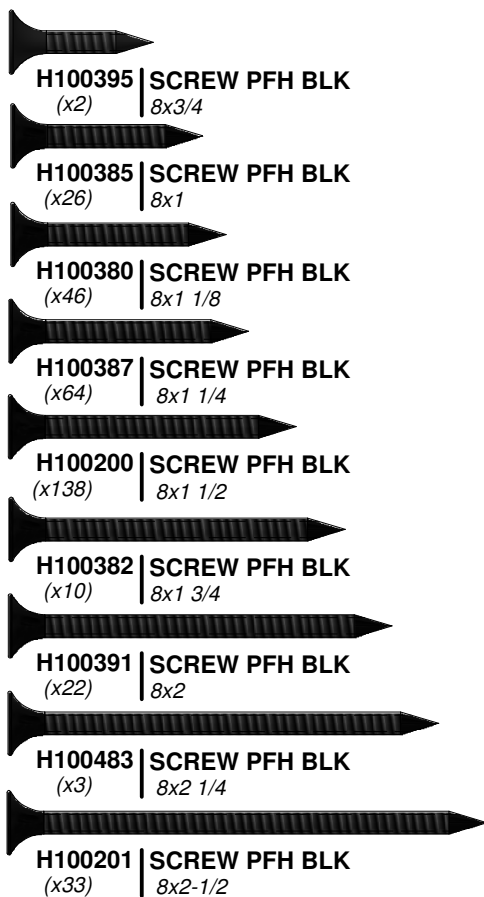 H100395 SCREW PFH BLK
(x2) 8x3/4
H100385 SCREW PFH BLK
(x26) 8x1
H100380 SCREW PFH BLK
(x46) 8x1 1/8
H100387 SCREW PFH BLK
(x64) 8x1 1/4
H100200 SCREW PFH BLK
(x138) 8x1 1/2
H100382 SCREW PFH BLK
(x10) 8x1 3/4
H100391 SCREW PFH BLK
(x22) 8x2
H100483 SCREW PFH BLK
(x3) 8x2 1/4
H100201 SCREW PFH BLK
(x33) 8x2-1/2